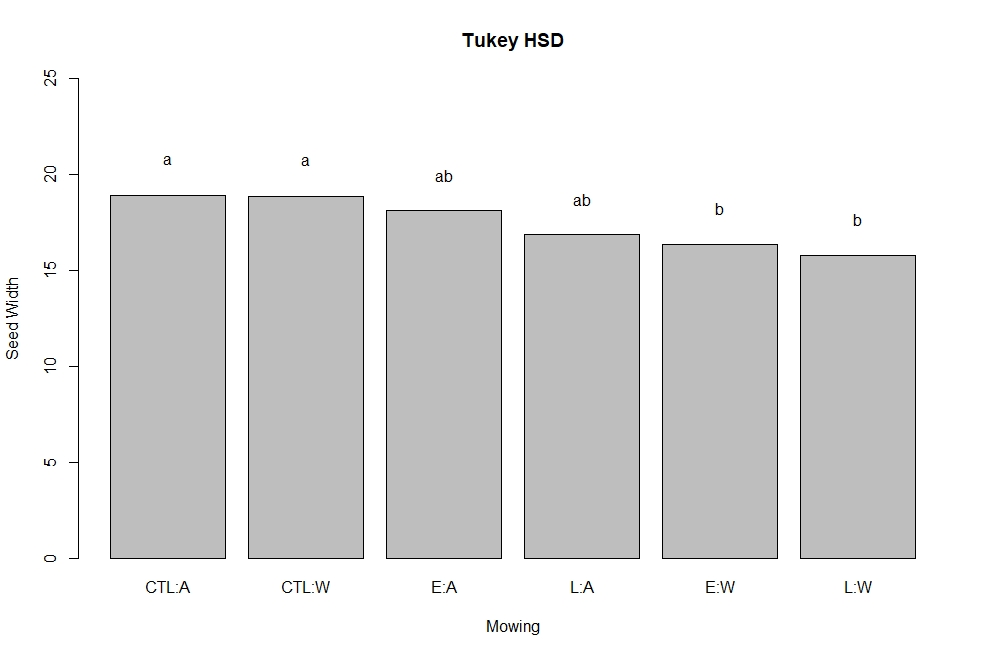 Tukey HSD
25
20
15
10
5
0
Seed Width
a
a
ab
ab
b
b
CTL:A
CTL:W
E:A
L:A
E:W
L:W
Mowing